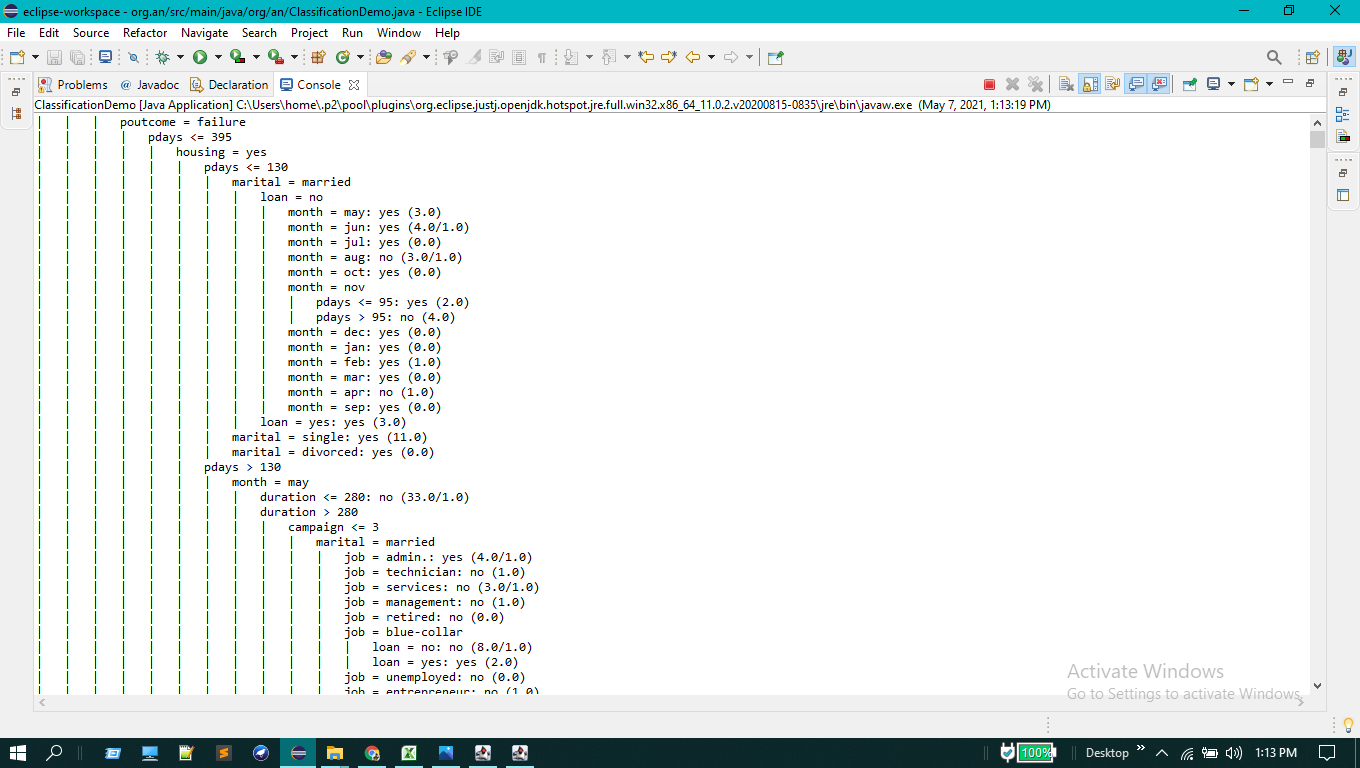 eclipse-workspace - org.an/src/main/java/org/an/ClassificationDemo.java - Eclipse IDE
File Edit Source Refactor Navigate Search Project Run Window Help
Problems @ Javadoc Declaration Console
ClassificationDemo [Java Application] C:\Users\home\.p2\pool\plugins\org.eclipse.justj.openjdk.hotspot.jre.full.win32.x86_64_11.0.2.v20200815-0835\jre\bin\javaw.exe (May 7, 2021, 1:13:19 PM)
| | | poutcome = failure
| | | | pdays <= 395
| | | | | housing = yes
| | | | | | pdays <= 130
| | | | | | | marital = married
| | | | | | | | loan = no
| | | | | | | | | month = may: yes (3.0)
| | | | | | | | | month = jun: yes (4.0/1.0)
| | | | | | | | | month = jul: yes (0.0)
| | | | | | | | | month = aug: no (3.0/1.0)
| | | | | | | | | month = oct: yes (0.0)
| | | | | | | | | month = nov
| | | | | | | | | | pdays <= 95: yes (2.0)
| | | | | | | | | | pdays > 95: no (4.0)
| | | | | | | | | month = dec: yes (0.0)
| | | | | | | | | month = jan: yes (0.0)
| | | | | | | | | month = feb: yes (1.0)
| | | | | | | | | month = mar: yes (0.0)
| | | | | | | | | month = apr: no (1.0)
| | | | | | | | | month = sep: yes (0.0)
| | | | | | | | loan = yes: yes (3.0)
| | | | | | | marital = single: yes (11.0)
| | | | | | | marital = divorced: yes (0.0)
| | | | | | pdays > 130
| | | | | | | month = may
| | | | | | | | duration <= 280: no (33.0/1.0)
| | | | | | | | duration > 280
| | | | | | | | | campaign <= 3
| | | | | | | | | | marital = married
| | | | | | | | | | | job = admin.: yes (4.0/1.0)
| | | | | | | | | | | job = technician: no (1.0)
| | | | | | | | | | | job = services: no (3.0/1.0)
| | | | | | | | | | | job = management: no (1.0)
| | | | | | | | | | | job = retired: no (0.0)
| | | | | | | | | | | job = blue-collar
| | | | | | | | | | | | loan = no: no (8.0/1.0)
| | | | | | | | | | | | loan = yes: yes (2.0)
| | | | | | | | | | | job = unemployed: no (0.0)
| | | | | | | | | | | job = entrepreneur: no (1.0)
Activate Windows
Go to Settings to activate Windows.
100% Desktop 1:13 PM